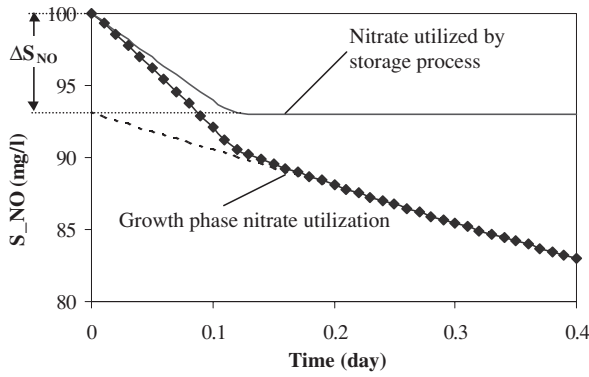 100
ΔS_NO
Nitrate utilized by
storage process
95
90
S_NO (mg/l)
Growth phase nitrate utilization
85
80
0
0.1
0.2
0.3
0.4
Time (day)